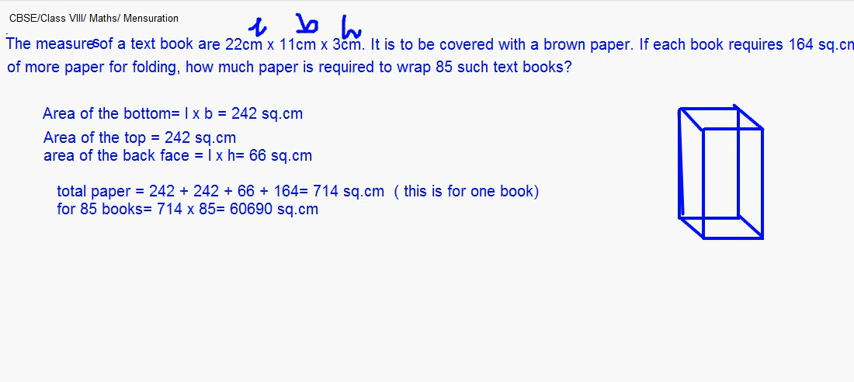 CBSE/Class VIII/ Maths/ Mensuration
l b h
The measuresof a text book are 22cm x 11cm x 3cm. It is to be covered with a brown paper. If each book requires 164 sq.cm
of more paper for folding, how much paper is required to wrap 85 such text books?
Area of the bottom= l x b = 242 sq.cm
Area of the top = 242 sq.cm
area of the back face = l x h= 66 sq.cm
total paper = 242 + 242 + 66 + 164= 714 sq.cm ( this is for one book)
for 85 books= 714 x 85= 60690 sq.cm